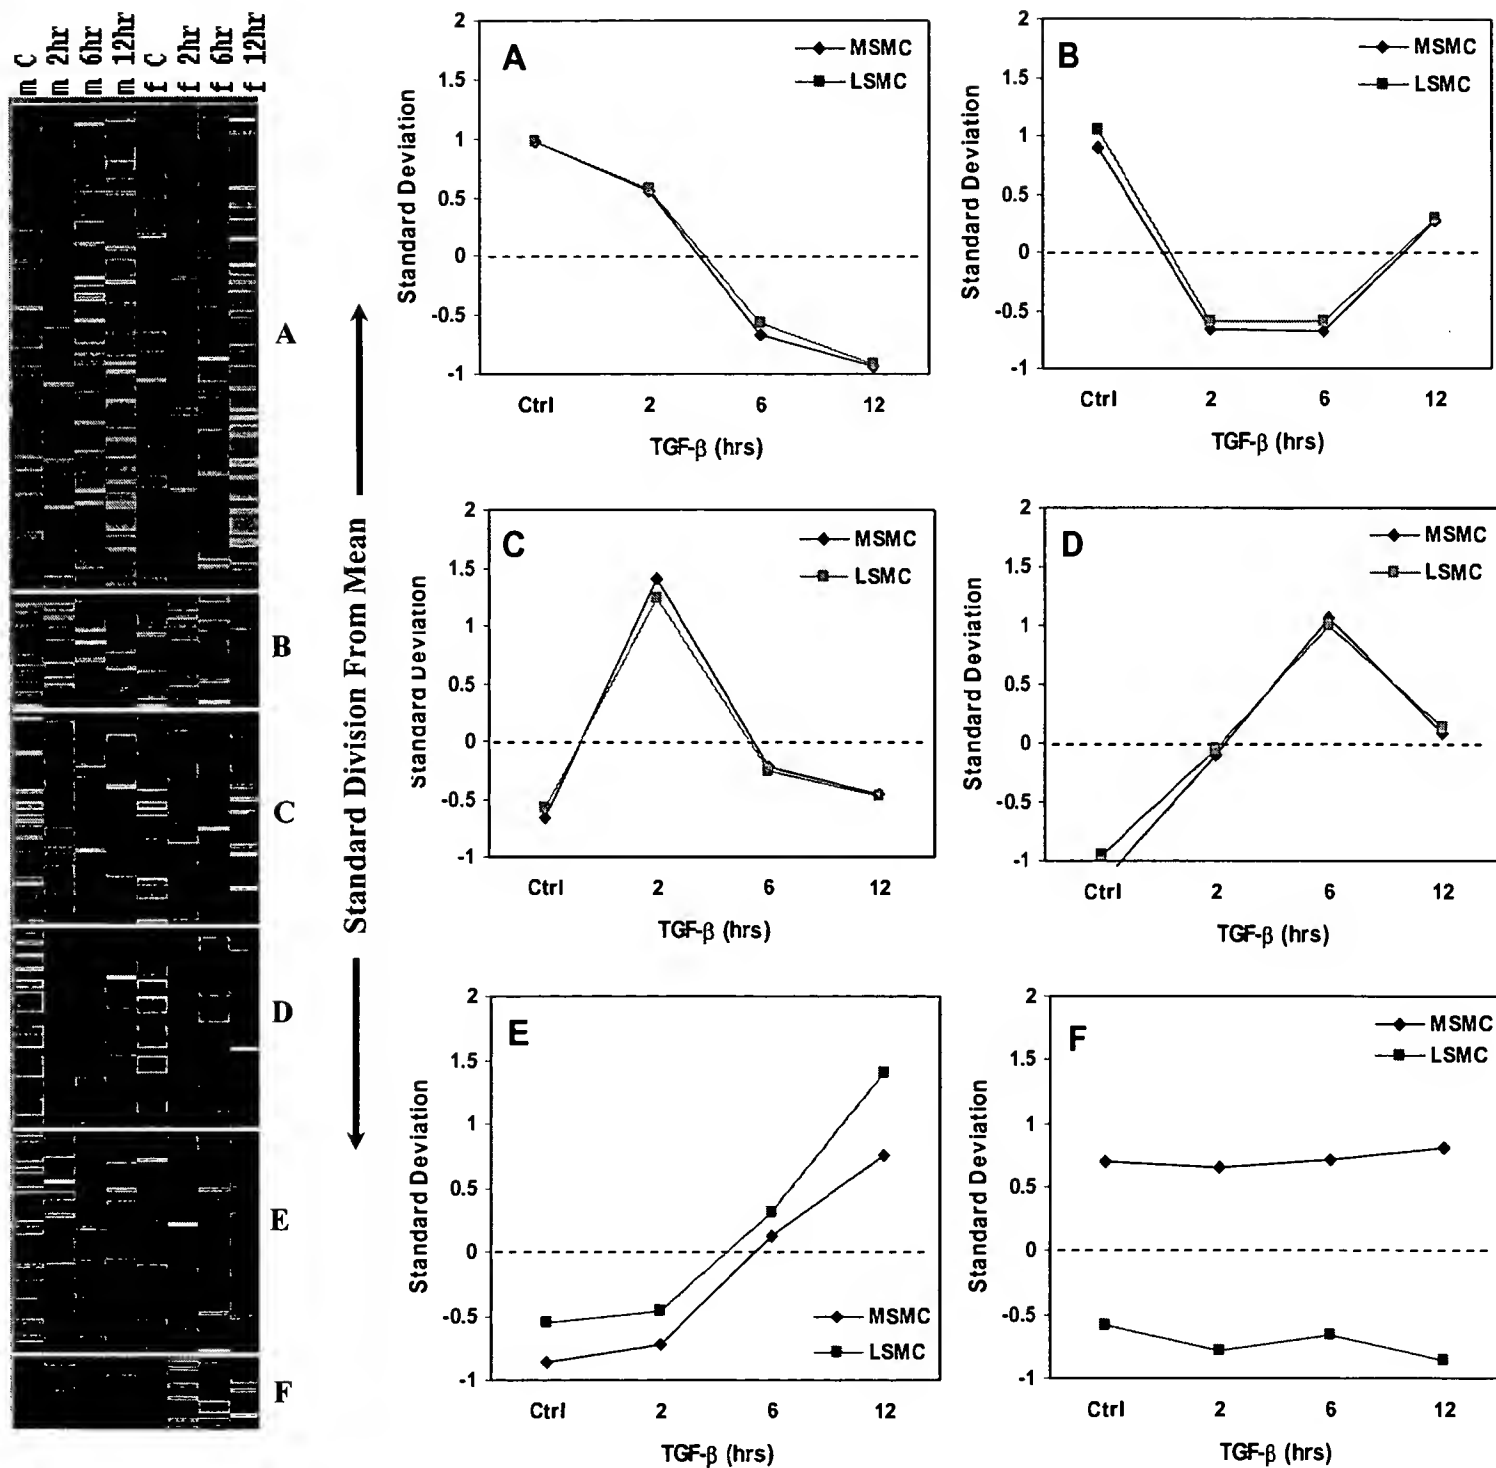 m C
m 2hr
m 6hr
m 12hr
f C
f 2hr
f 6hr
f 12hr
A
B
C
D
E
F
Standard Division From Mean
A
MSMC
LSMC
2
1.5
1
0.5
0
-0.5
-1
Standard Deviation
Ctrl 2 6 12
TGF-β (hrs)
B
MSMC
LSMC
2
1.5
1
0.5
0
-0.5
-1
Standard Deviation
Ctrl 2 6 12
TGF-β (hrs)
C
MSMC
LSMC
2
1.5
1
0.5
0
-0.5
-1
Standard Deviation
Ctrl 2 6 12
TGF-β (hrs)
D
MSMC
LSMC
2
1.5
1
0.5
0
-0.5
-1
Standard Deviation
Ctrl 2 6 12
TGF-β (hrs)
E
MSMC
LSMC
2
1.5
1
0.5
0
-0.5
-1
Standard Deviation
Ctrl 2 6 12
TGF-β (hrs)
F
MSMC
LSMC
2
1.5
1
0.5
0
-0.5
-1
Standard Deviation
Ctrl 2 6 12
TGF-β (hrs)